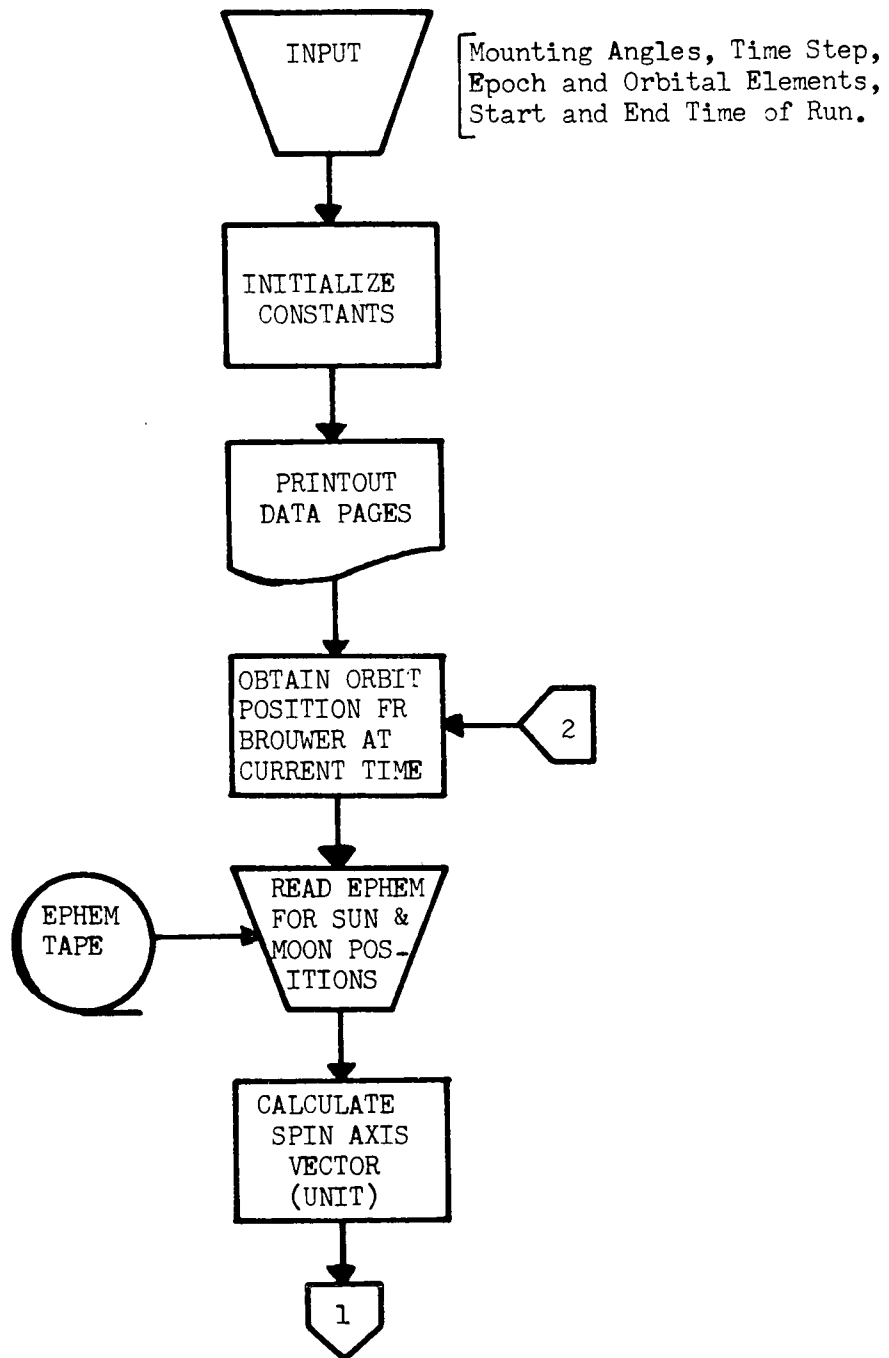 INPUT
Mounting Angles, Time Step,
Epoch and Orbital Elements,
Start and End Time of Run.
INITIALIZE
CONSTANTS
PRINTOUT
DATA PAGES
OBTAIN ORBIT
POSITION FR
BROUWER AT
CURRENT TIME
2
EPHEM
TAPE
READ EPHEM
FOR SUN &
MOON POS-
ITIONS
CALCULATE
SPIN AXIS
VECTOR
(UNIT)
1